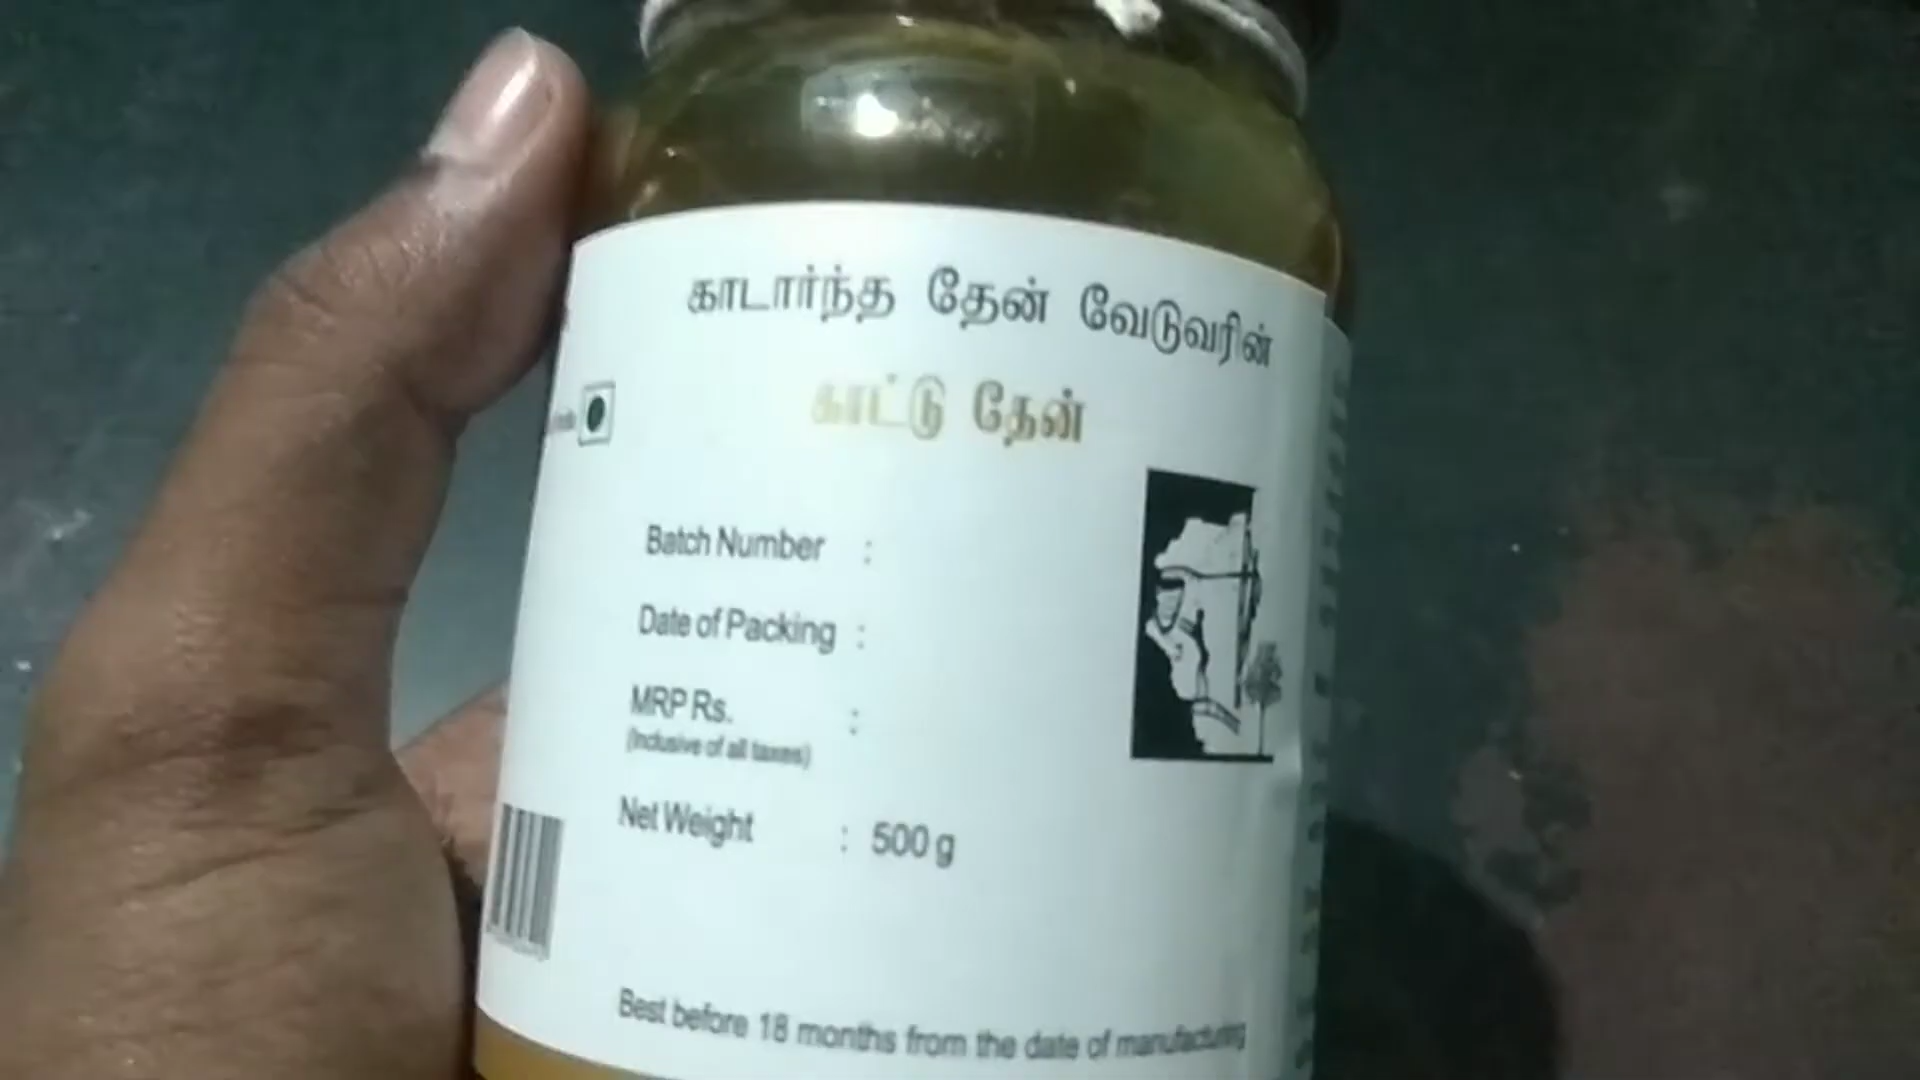 காடார்ந்த தேன் வேடுவரின்
காட்டு தேன்
Batch Number :
Date of Packing :
MRP Rs. :
(Inclusive of all taxes)
Net Weight : 500 g
Best before 18 months from the date of manufacturing